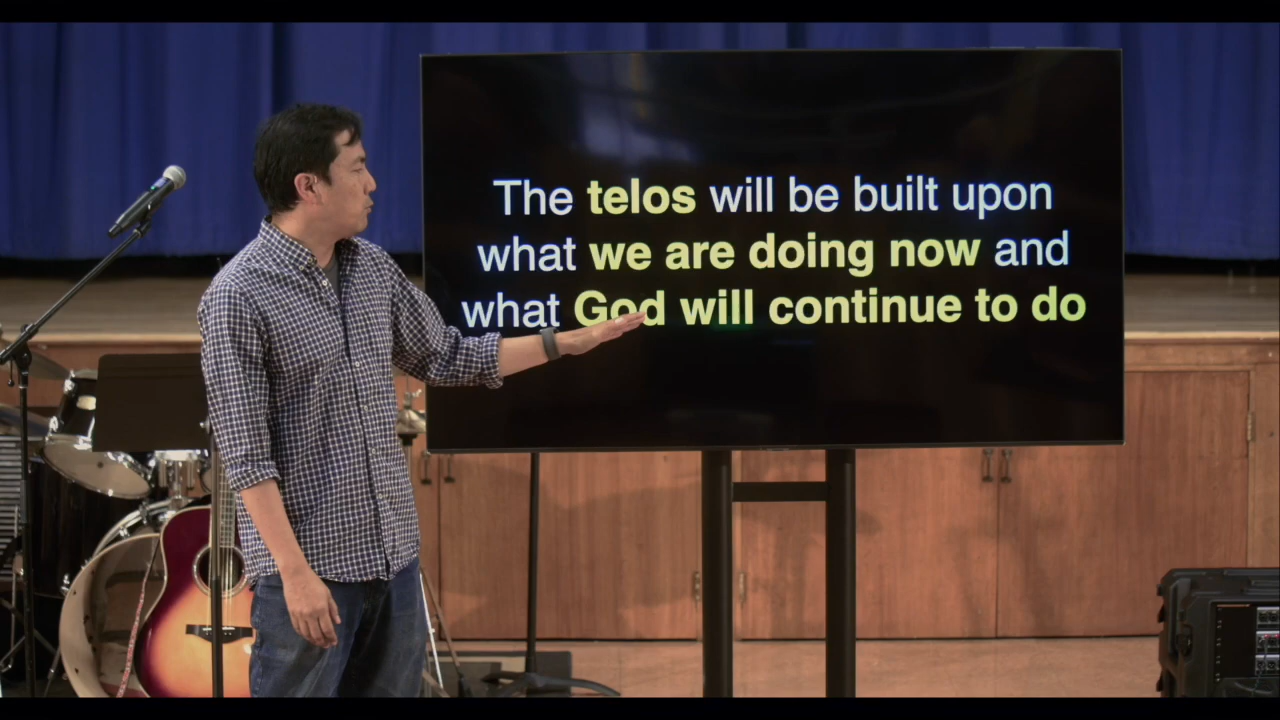 The telos will be built upon
what we are doing now and
what God will continue to do